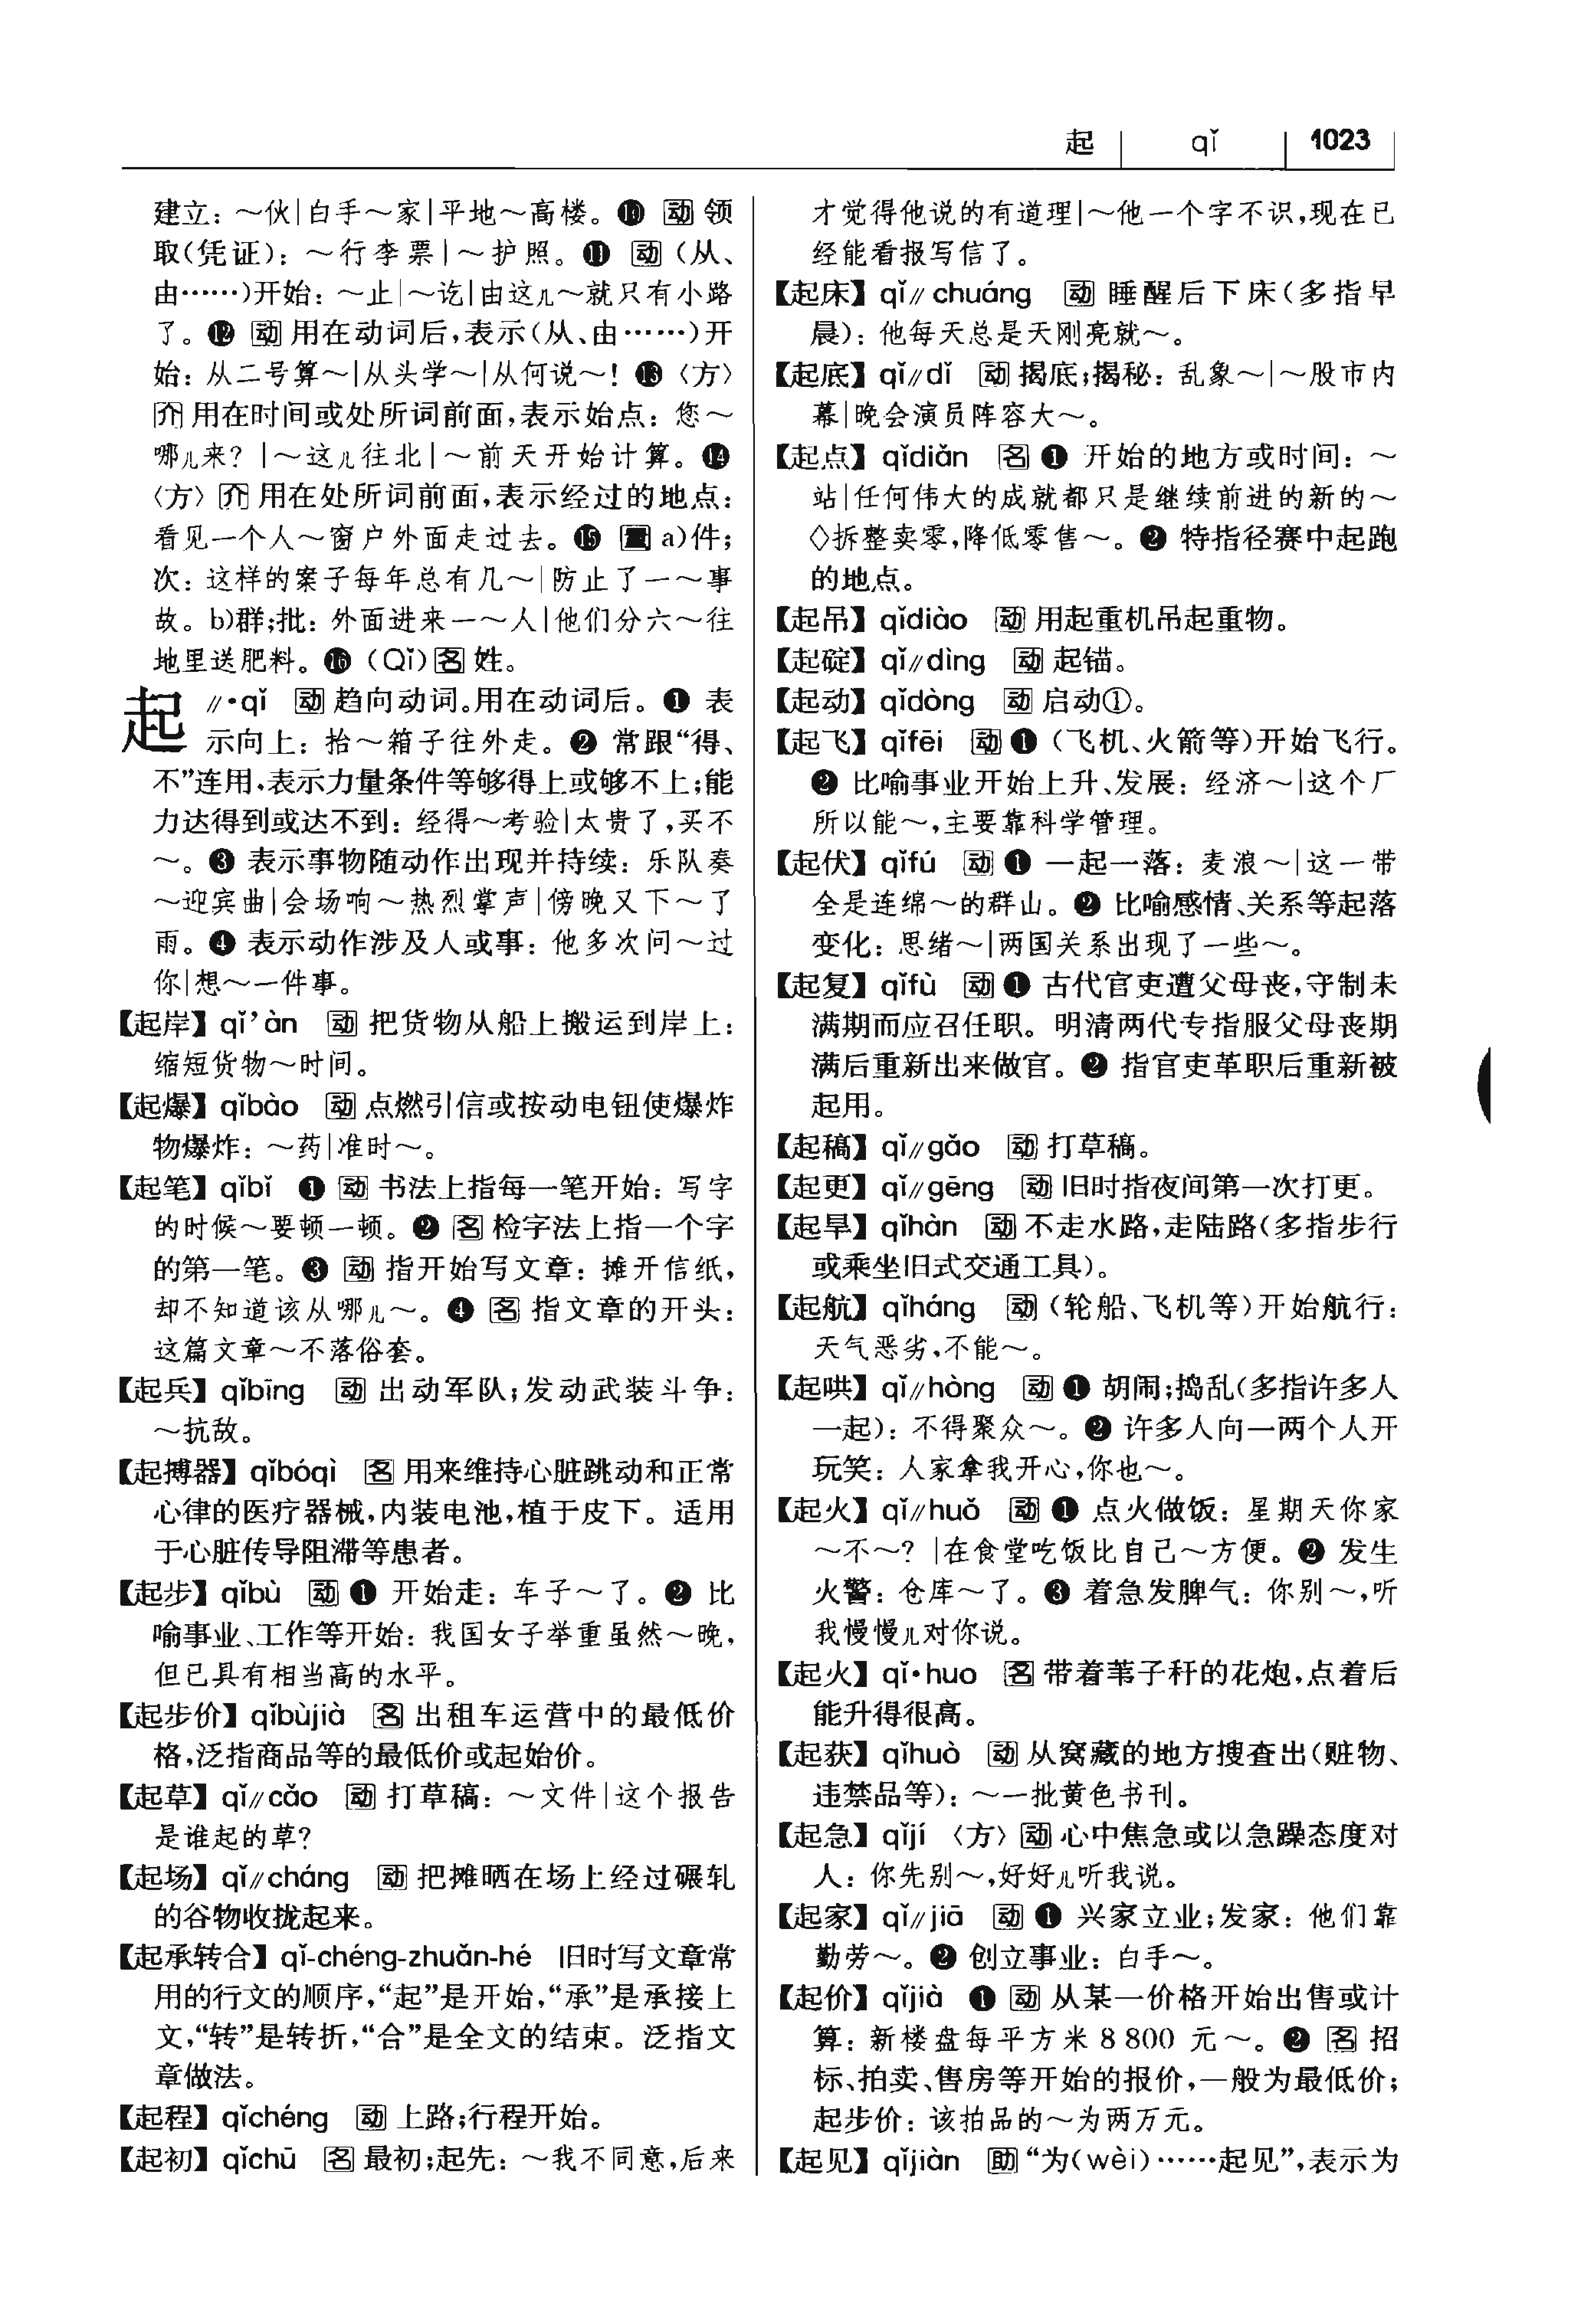 起 qǐ 1023
建立：～伙|白手～家|平地～高楼。⓾ 动 领
取(凭证)：～行李票|～护照。⓫ 动 (从、
由……)开始：～止|～讫|由这儿～就只有小路
了。⓬ 动 用在动词后,表示(从、由……)开
始：从二号算～|从头学～|从何说～！⓭〈方〉
介 用在时间或处所词前面,表示始点：您～
哪儿来？|～这儿往北|～前天开始计算。⓮
〈方〉介 用在处所词前面,表示经过的地点：
看见一个人～窗户外面走过去。⓯ 量 a)件；
次：这样的案子每年总有几～|防止了一～事
故。b)群;批：外面进来一～人|他们分六～往
地里送肥料。⓰ (Qǐ)名 姓。
起 //·qǐ 动 趋向动词。用在动词后。❶ 表
示向上：抬～箱子往外走。❷ 常跟“得、
不”连用,表示力量条件等够得上或够不上;能
力达得到或达不到：经得～考验|太贵了,买不
～。❸ 表示事物随动作出现并持续：乐队奏
～迎宾曲|会场响～热烈掌声|傍晚又下～了
雨。❹ 表示动作涉及人或事：他多次问～过
你|想～一件事。
【起岸】qǐ’àn 动 把货物从船上搬运到岸上：
缩短货物～时间。
【起爆】qǐbào 动 点燃引信或按动电钮使爆炸
物爆炸：～药|准时～。
【起笔】qǐbǐ ❶ 动 书法上指每一笔开始：写字
的时候～要顿一顿。❷ 名 检字法上指一个字
的第一笔。❸ 动 指开始写文章：摊开信纸,
却不知道该从哪儿～。❹ 名 指文章的开头：
这篇文章～不落俗套。
【起兵】qǐbīng 动 出动军队;发动武装斗争：
～抗敌。
【起搏器】qǐbóqì 名 用来维持心脏跳动和正常
心律的医疗器械,内装电池,植于皮下。适用
于心脏传导阻滞等患者。
【起步】qǐbù 动 ❶ 开始走：车子～了。❷ 比
喻事业、工作等开始：我国女子举重虽然～晚,
但已具有相当高的水平。
【起步价】qǐbùjià 名 出租车运营中的最低价
格,泛指商品等的最低价或起始价。
【起草】qǐ//cǎo 动 打草稿：～文件|这个报告
是谁起的草？
【起场】qǐ//cháng 动 把摊晒在场上经过碾轧
的谷物收拢起来。
【起承转合】qǐ-chéng-zhuǎn-hé 旧时写文章常
用的行文的顺序,“起”是开始,“承”是承接上
文,“转”是转折,“合”是全文的结束。泛指文
章做法。
【起程】qǐchéng 动 上路;行程开始。
【起初】qǐchū 名 最初;起先：～我不同意,后来
才觉得他说的有道理|～他一个字不识,现在已
经能看报写信了。
【起床】qǐ//chuáng 动 睡醒后下床(多指早
晨)：他每天总是天刚亮就～。
【起底】qǐ//dǐ 动 揭底;揭秘：乱象～|～股市内
幕|晚会演员阵容大～。
【起点】qǐdiǎn 名 ❶ 开始的地方或时间：～
站|任何伟大的成就都只是继续前进的新的～
◇拆整卖零,降低零售～。❷ 特指径赛中起跑
的地点。
【起吊】qǐdiào 动 用起重机吊起重物。
【起碇】qǐ//dìng 动 起锚。
【起动】qǐdòng 动 启动①。
【起飞】qǐfēi 动 ❶ (飞机、火箭等)开始飞行。
❷ 比喻事业开始上升、发展：经济～|这个厂
所以能～,主要靠科学管理。
【起伏】qǐfú 动 ❶ 一起一落：麦浪～|这一带
全是连绵～的群山。❷ 比喻感情、关系等起落
变化：思绪～|两国关系出现了一些～。
【起复】qǐfù 动 ❶ 古代官吏遭父母丧,守制未
满期而应召任职。明清两代专指服父母丧期
满后重新出来做官。❷ 指官吏革职后重新被
起用。
【起稿】qǐ//gǎo 动 打草稿。
【起更】qǐ//gēng 动 旧时指夜间第一次打更。
【起旱】qǐhàn 动 不走水路,走陆路(多指步行
或乘坐旧式交通工具)。
【起航】qǐháng 动 (轮船、飞机等)开始航行：
天气恶劣,不能～。
【起哄】qǐ//hòng 动 ❶ 胡闹;捣乱(多指许多人
一起)：不得聚众～。❷ 许多人向一两个人开
玩笑：人家拿我开心,你也～。
【起火】qǐ//huǒ 动 ❶ 点火做饭：星期天你家
～不～？|在食堂吃饭比自己～方便。❷ 发生
火警：仓库～了。❸ 着急发脾气：你别～,听
我慢慢儿对你说。
【起火】qǐ·huo 名 带着苇子秆的花炮,点着后
能升得很高。
【起获】qǐhuò 动 从窝藏的地方搜查出(赃物、
违禁品等)：～一批黄色书刊。
【起急】qǐjí 〈方〉动 心中焦急或以急躁态度对
人：你先别～,好好儿听我说。
【起家】qǐ//jiā 动 ❶ 兴家立业;发家：他们靠
勤劳～。❷ 创立事业：白手～。
【起价】qǐjià ❶ 动 从某一价格开始出售或计
算：新楼盘每平方米 8 800 元～。❷ 名 招
标、拍卖、售房等开始的报价,一般为最低价;
起步价：该拍品的～为两万元。
【起见】qǐjiàn 助 “为(wèi)……起见”,表示为